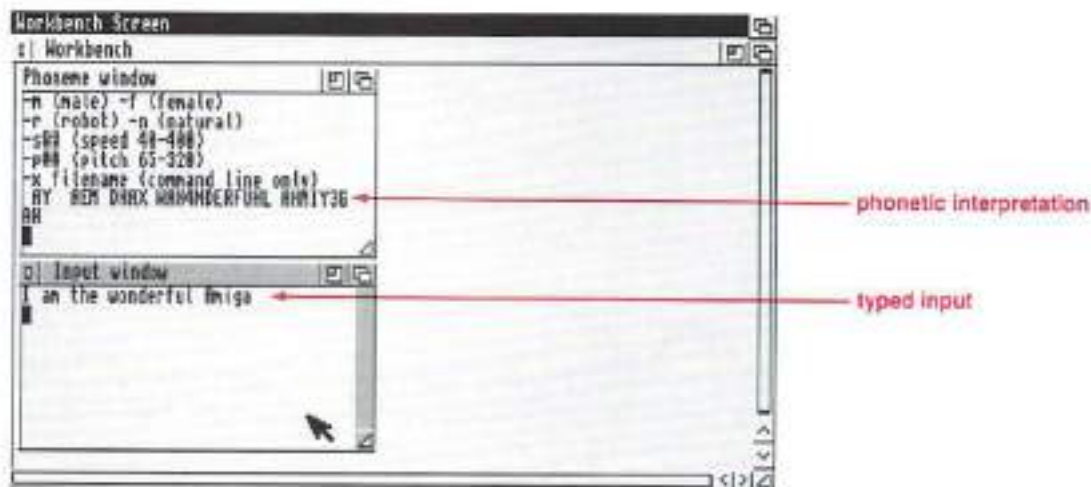 Workbench Screen
Workbench
Phoneme window
-m (male) -f (female)
-r (robot) -n (natural)
-s## (speed 40-400)
-p## (pitch 65-320)
-x filename (command line only)
AY AEM DHAX WAH4NDERFUHL AHMIY3G
AH
phonetic interpretation
Input window
I am the wonderful Amiga
typed input